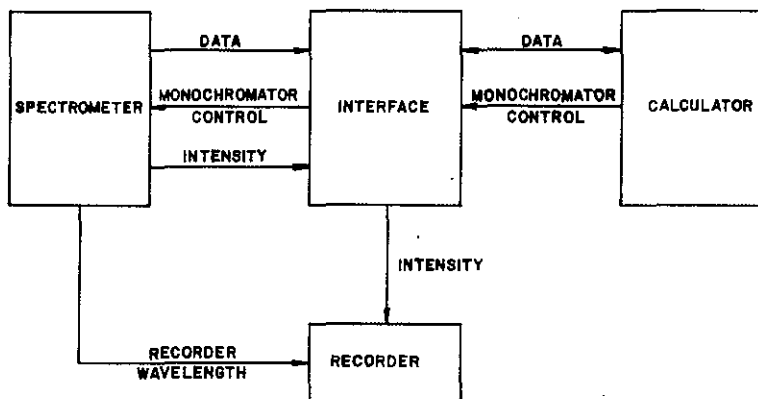 DATA
DATA
SPECTROMETER
MONOCHROMATOR
CONTROL
INTERFACE
MONOCHROMATOR
CONTROL
CALCULATOR
INTENSITY
INTENSITY
RECORDER
WAVELENGTH
RECORDER